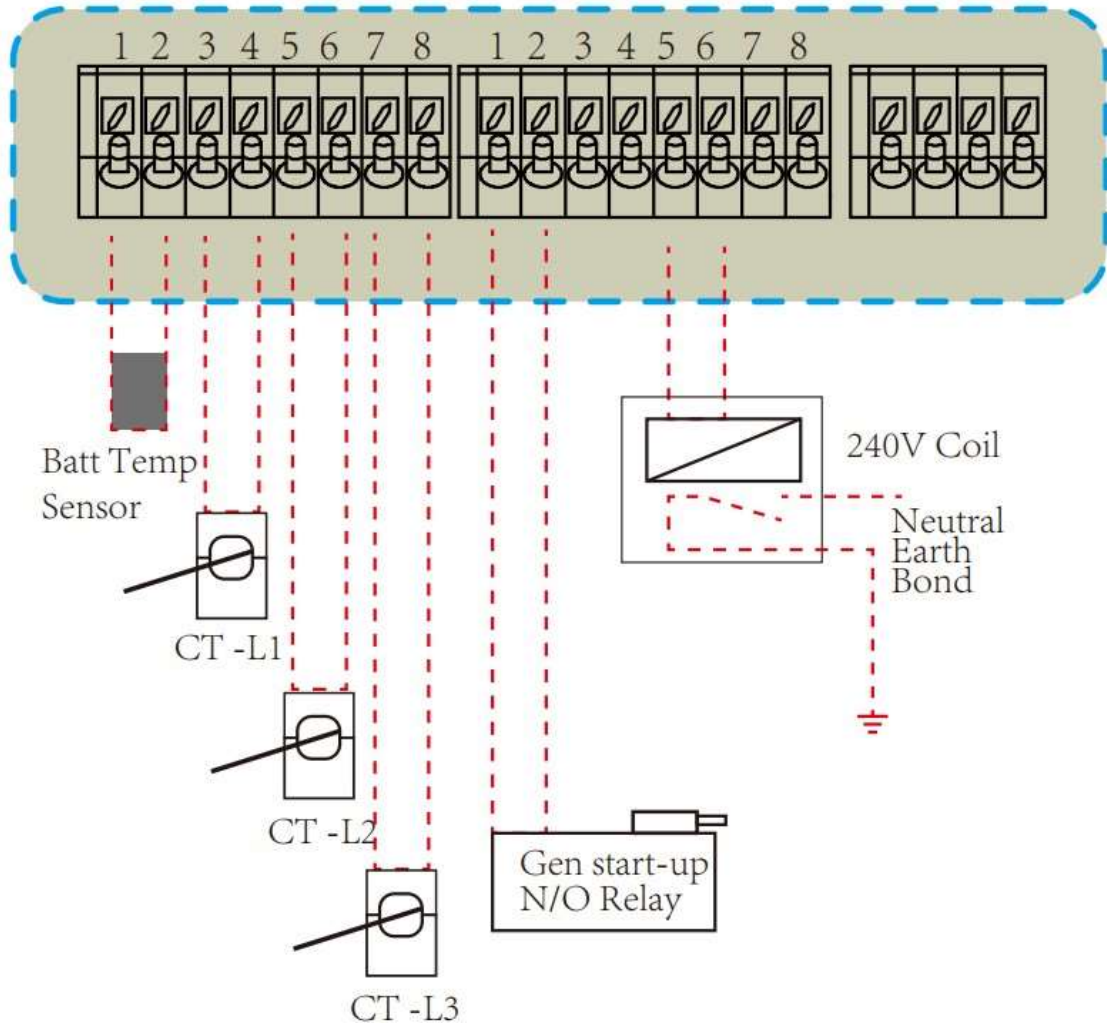 1 2 3 4 5 6 7 8 1 2 3 4 5 6 7 8
Batt Temp
Sensor
240V Coil
Neutral
Earth
Bond
CT -L1
CT -L2
Gen start-up
N/O Relay
CT -L3